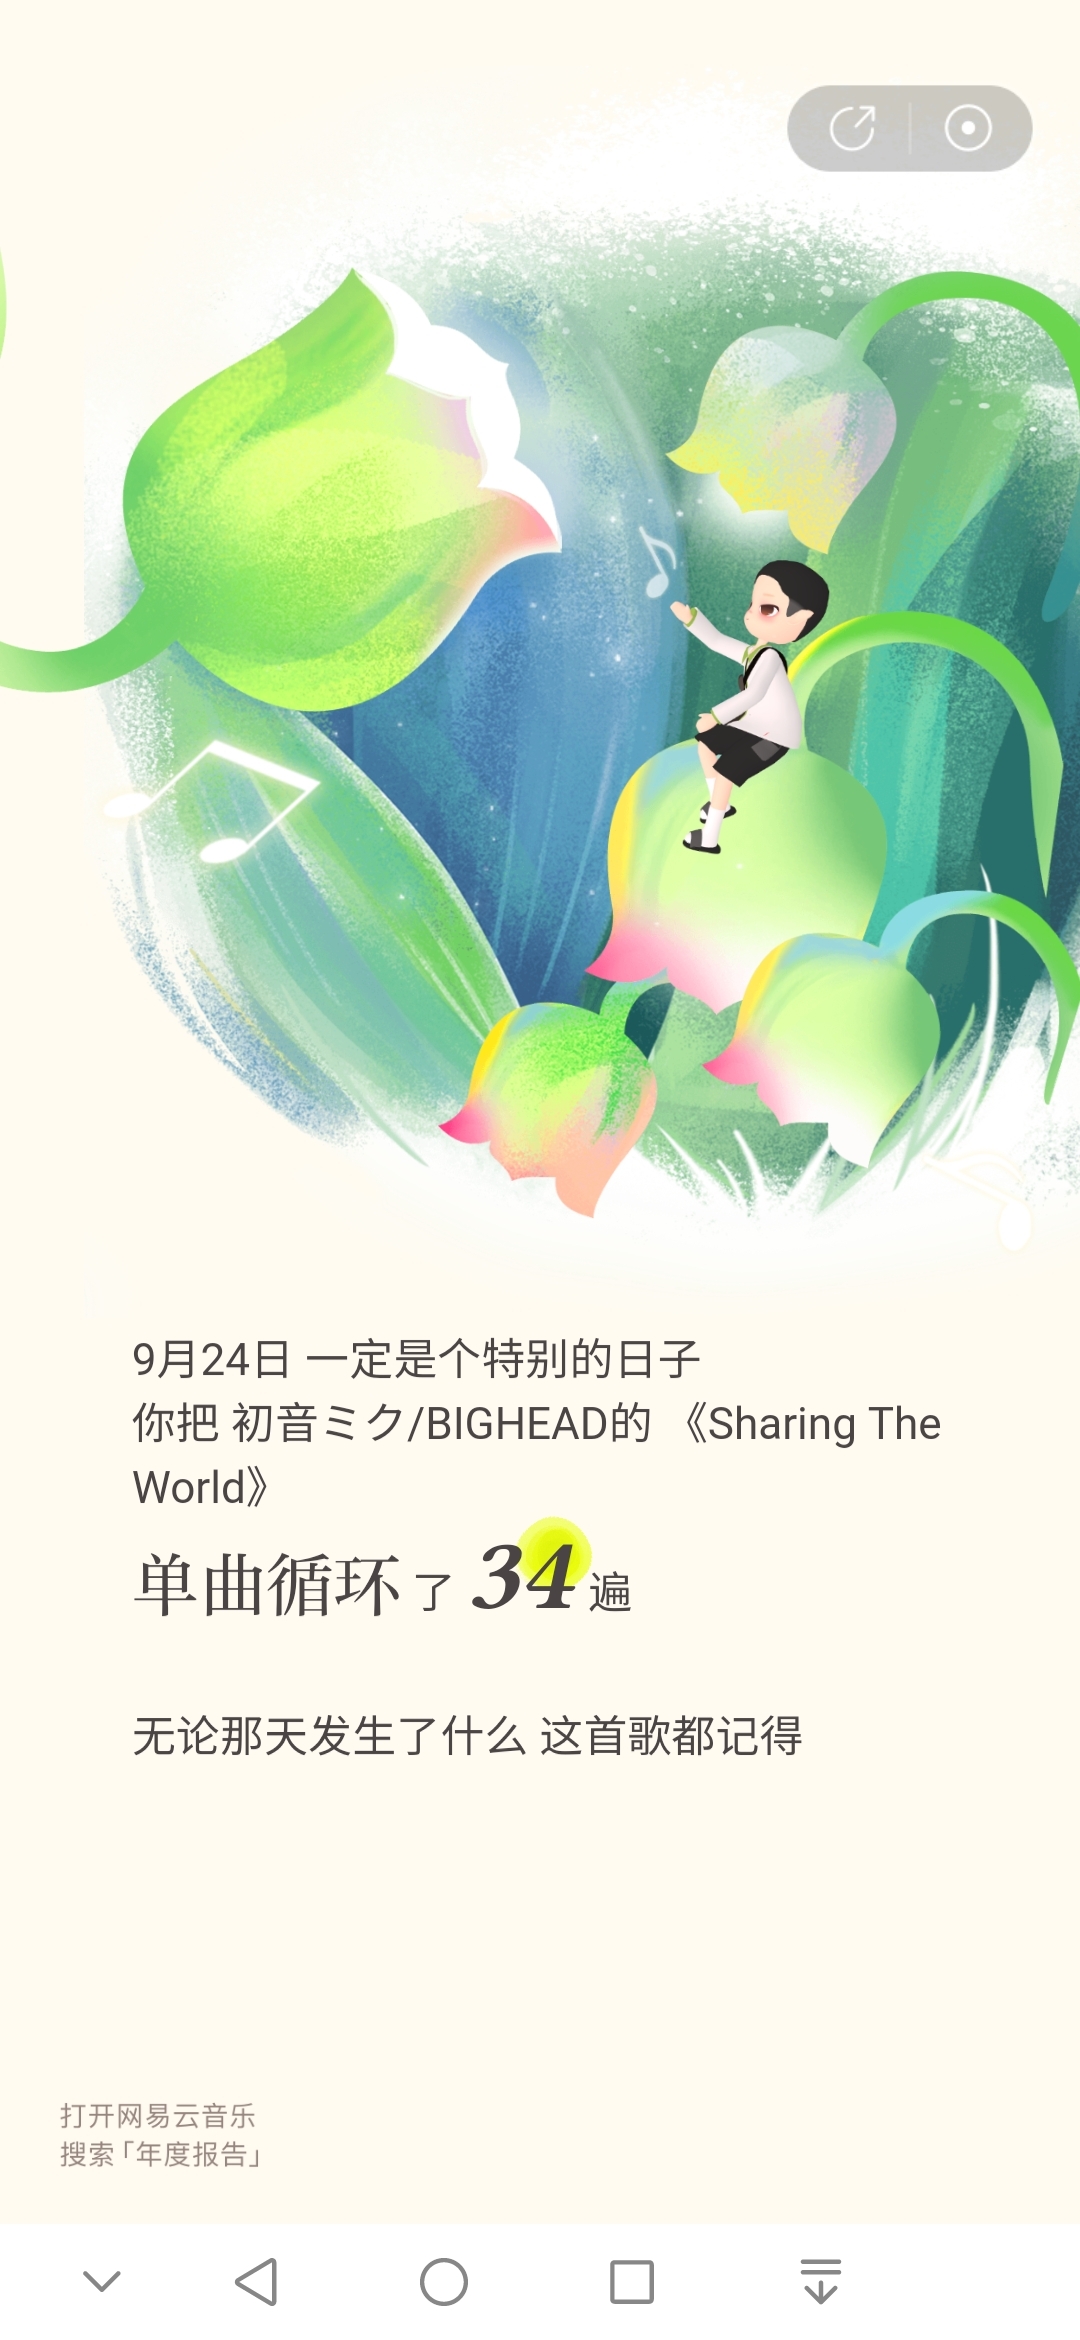 9月24日 一定是个特别的日子
你把 初音ミク/BIGHEAD的 《Sharing The
World》
单曲循环 了 34 遍
无论那天发生了什么 这首歌都记得
打开网易云音乐
搜索「年度报告」